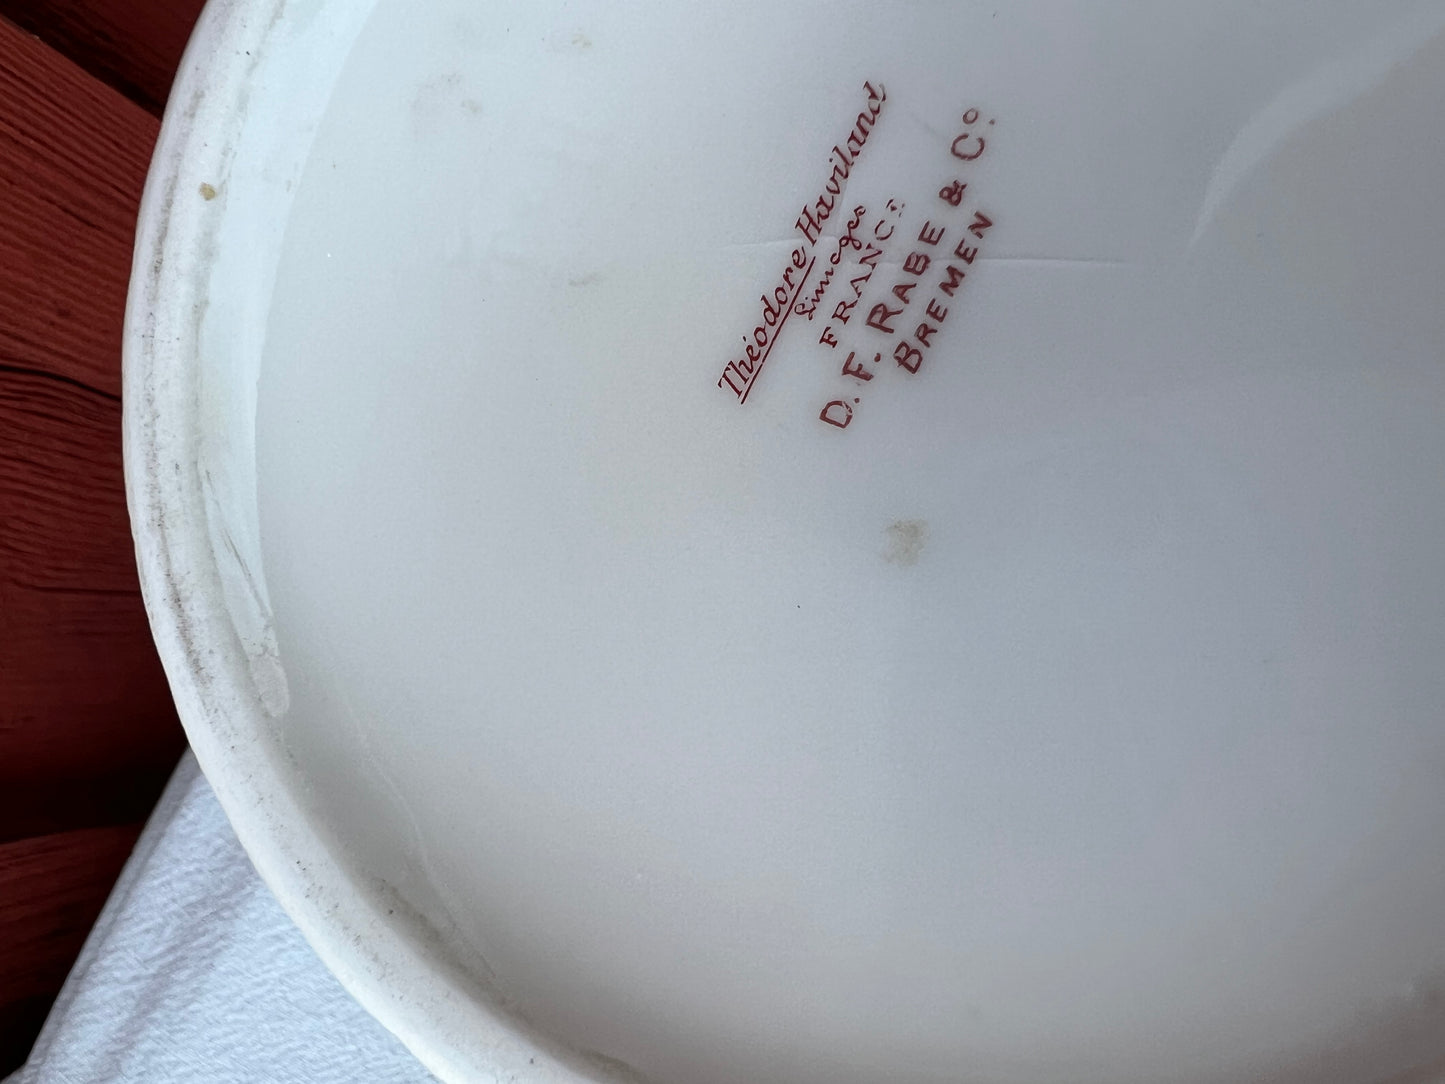 Théodore Haviland
Limoges
FRANCE
D. F. RABE & Co.
BREMEN